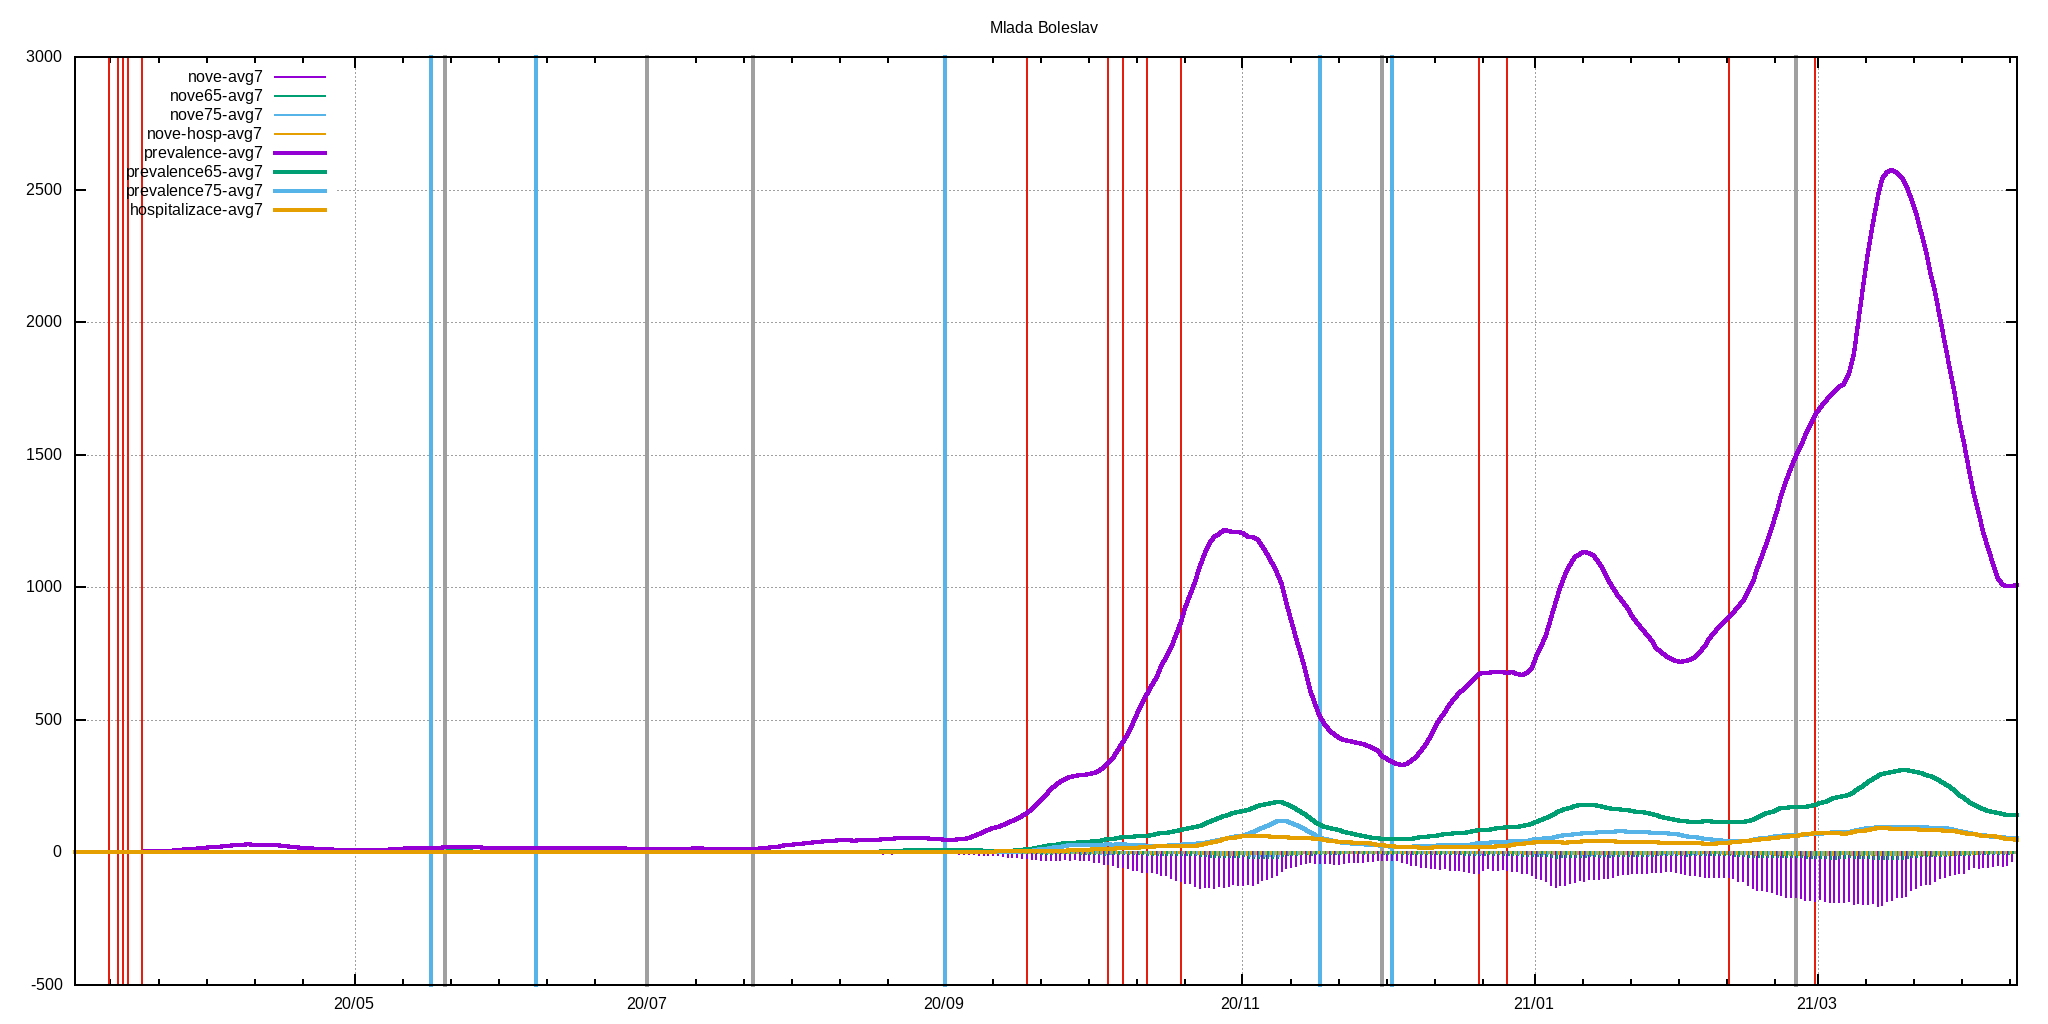 Mlada Boleslav
3000
2500
2000
1500
1000
500
0
-500
nove-avg7
nove65-avg7
nove75-avg7
nove-hosp-avg7
prevalence-avg7
prevalence65-avg7
prevalence75-avg7
hospitalizace-avg7
20/05 20/07 20/09 20/11 21/01 21/03